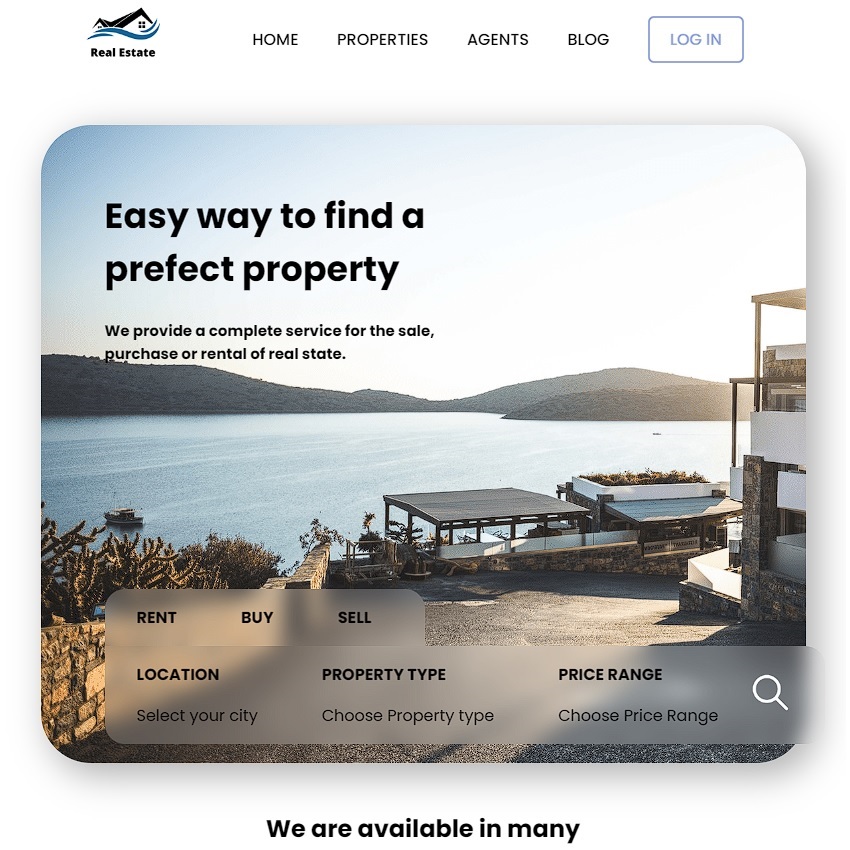 Real Estate
HOME PROPERTIES AGENTS BLOG LOG IN
Easy way to find a
prefect property
We provide a complete service for the sale,
purchase or rental of real state.
RENT BUY SELL
LOCATION PROPERTY TYPE PRICE RANGE
Select your city Choose Property type Choose Price Range
We are available in many